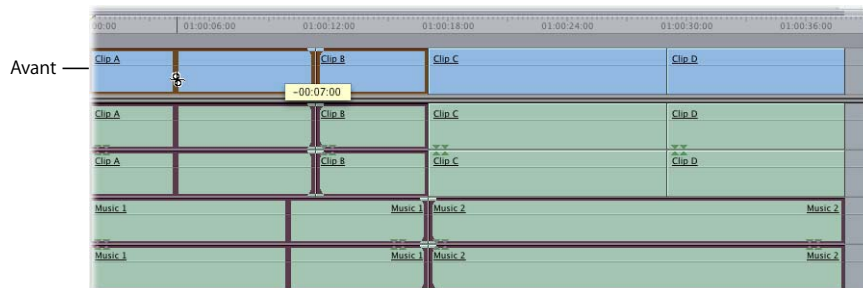 00:00 01:00:06:00 01:00:12:00 01:00:18:00 01:00:24:00 01:00:30:00 01:00:36:00
Avant
Clip A Clip B Clip C Clip D
-00:07:00
Clip A Clip B Clip C Clip D
Clip A Clip B Clip C Clip D
Music 1 Music 1 Music 2 Music 2
Music 1 Music 1 Music 2 Music 2